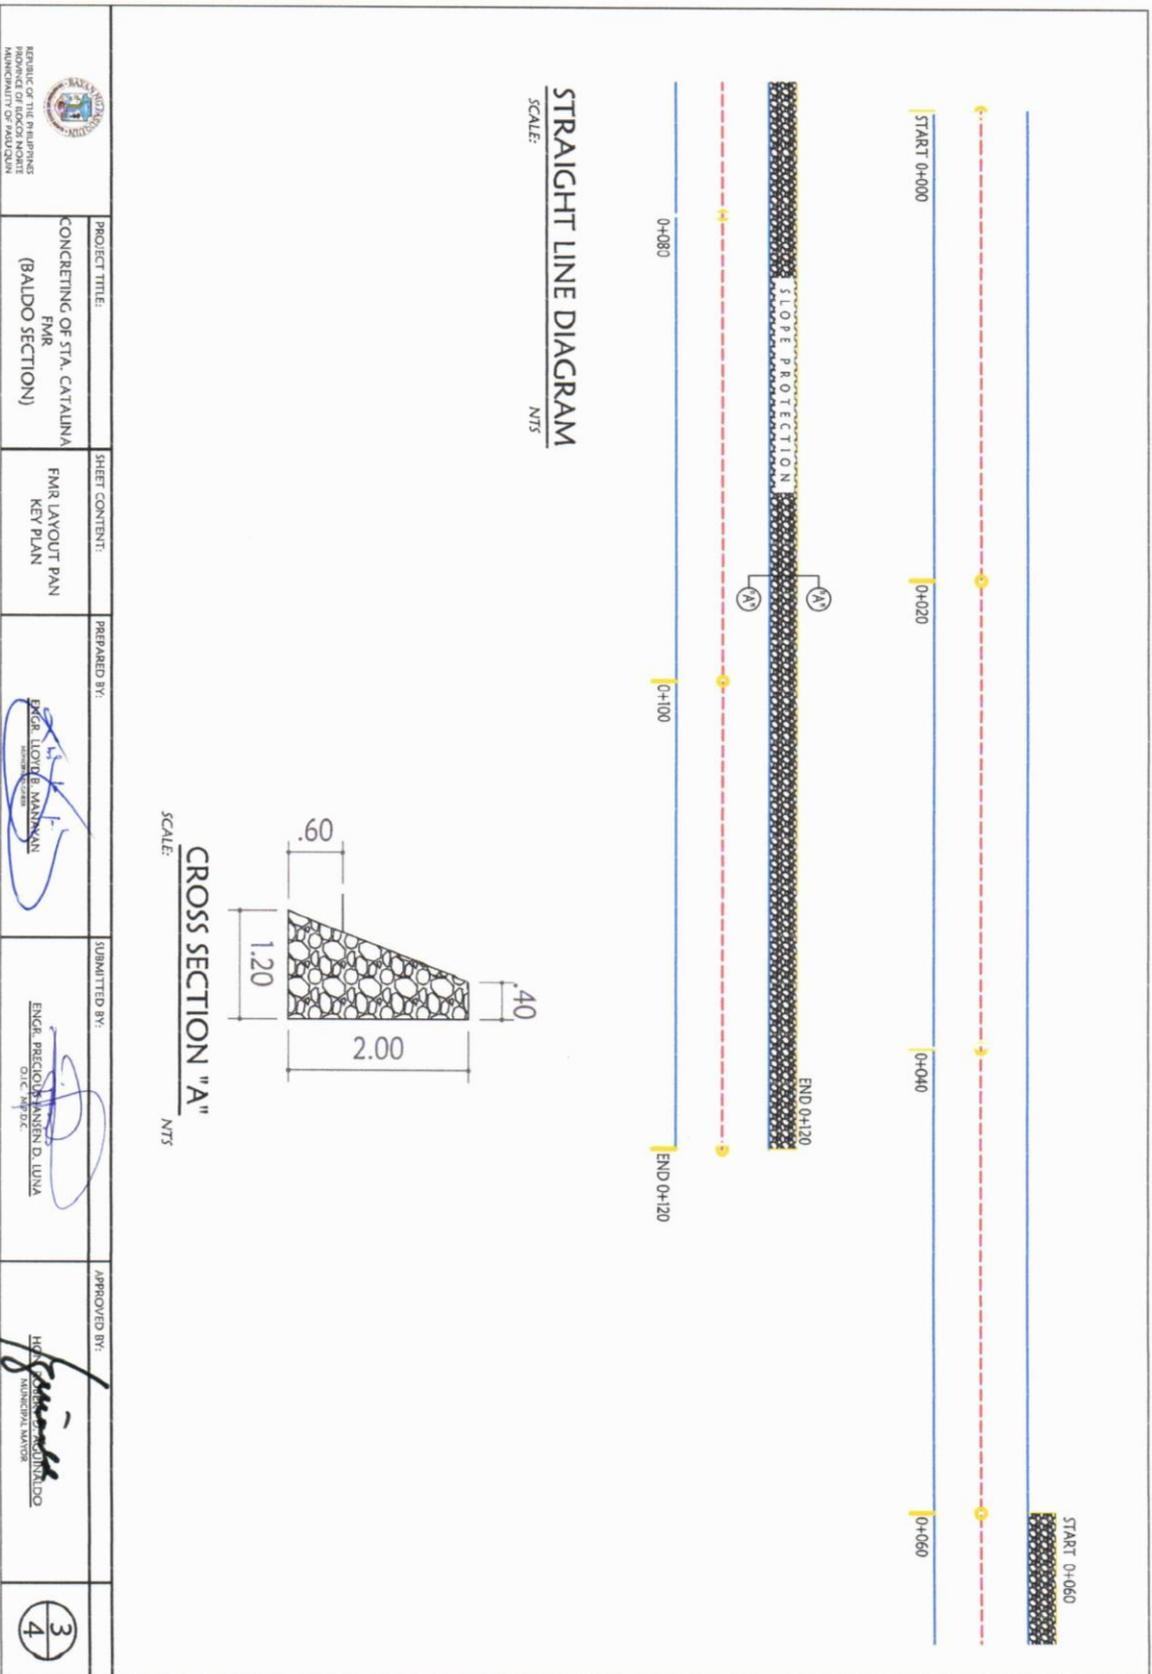 START 0+000
0+020
0+040
0+060
START 0+060
SLOPE PROTECTION
"A"
"A"
END 0+120
0+080
0+100
END 0+120
STRAIGHT LINE DIAGRAM
SCALE:
NTS
.40
2.00
.60
1.20
CROSS SECTION "A"
SCALE:
NTS
REPUBLIC OF THE PHILIPPINES
PROVINCE OF ILOCOS NORTE
MUNICIPALITY OF PASUQUIN
PROJECT TITLE:
CONCRETING OF STA. CATALINA
FMR
(BALDO SECTION)
SHEET CONTENT:
FMR LAYOUT PAN
KEY PLAN
PREPARED BY:
ENGR. LLOYD B. MANAYAN
SUBMITTED BY:
ENGR. PRECIOUS JANSEN D. LUNA
O.I.C. M.P.D.C.
APPROVED BY:
HON. ROBERT D. AGUINALDO
MUNICIPAL MAYOR
3
4